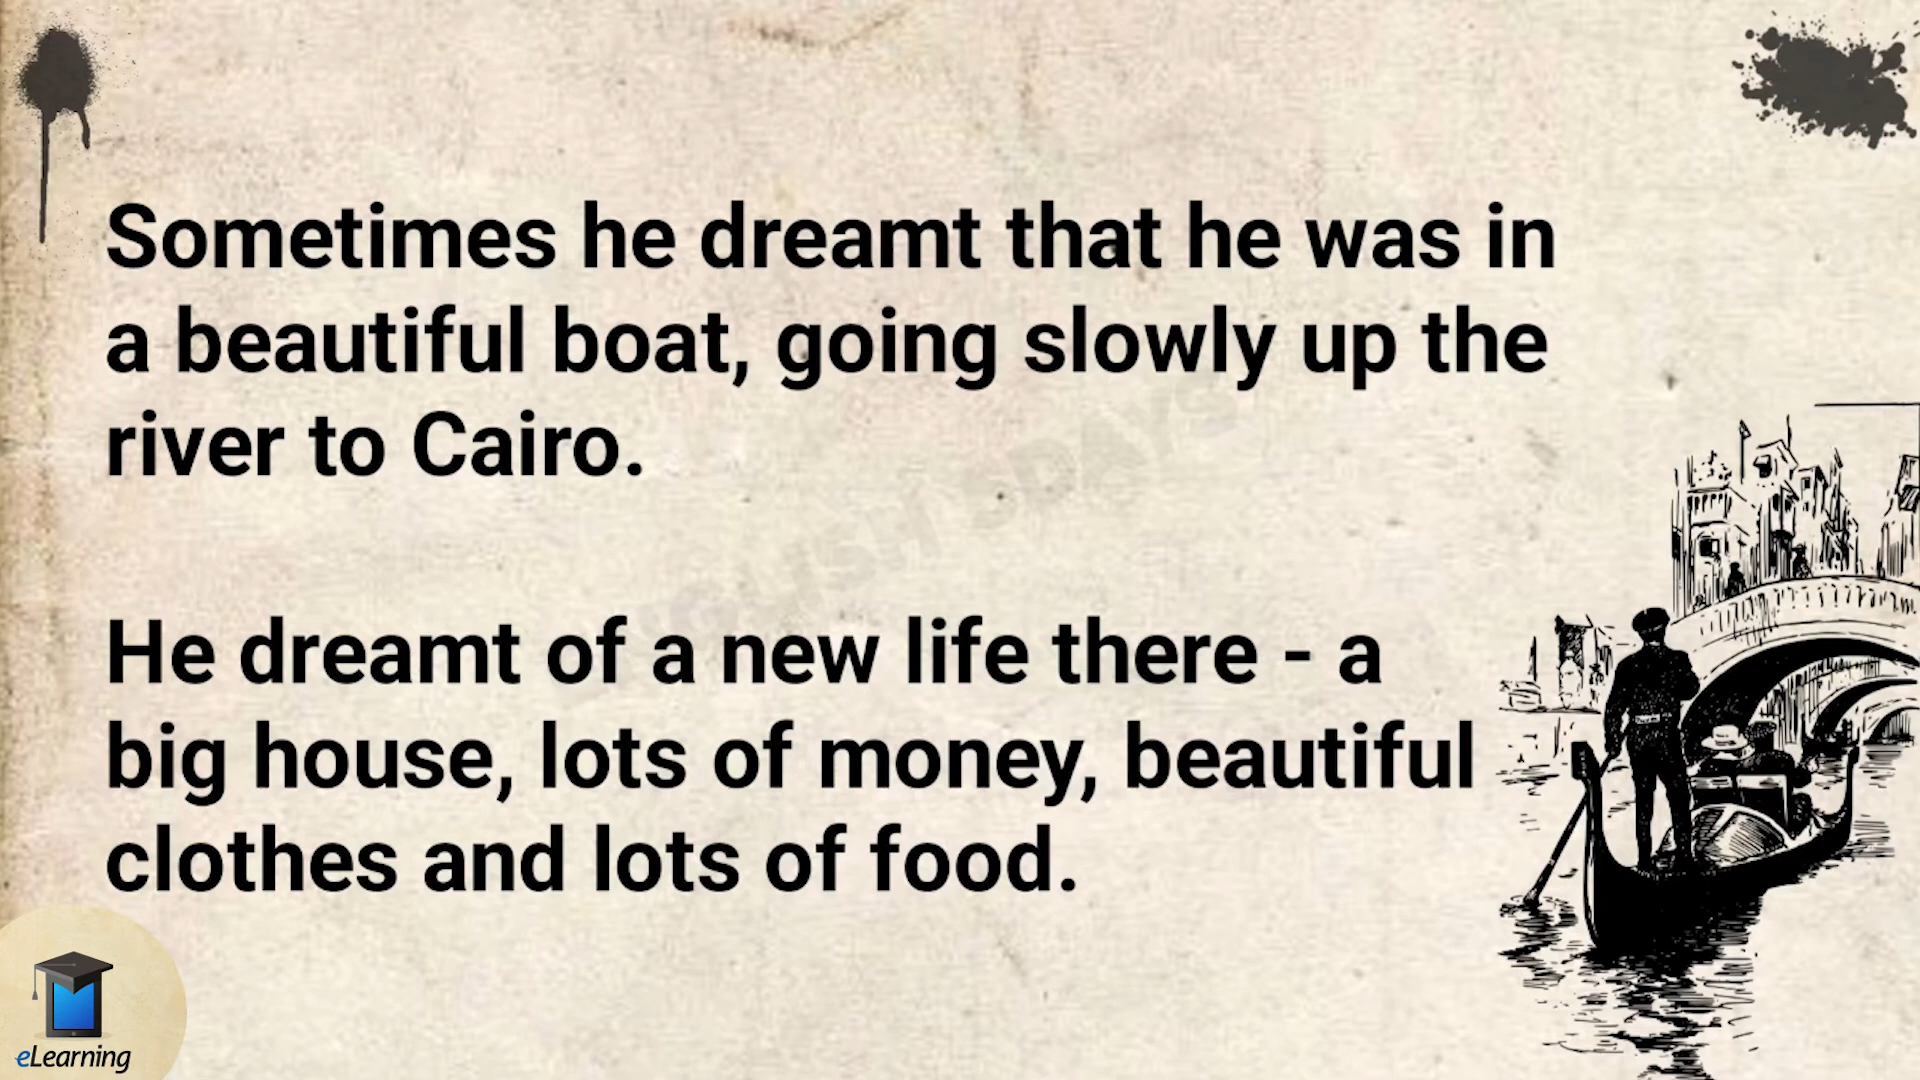 Sometimes he dreamt that he was in
a beautiful boat, going slowly up the
river to Cairo.
He dreamt of a new life there - a
big house, lots of money, beautiful
clothes and lots of food.
eLearning